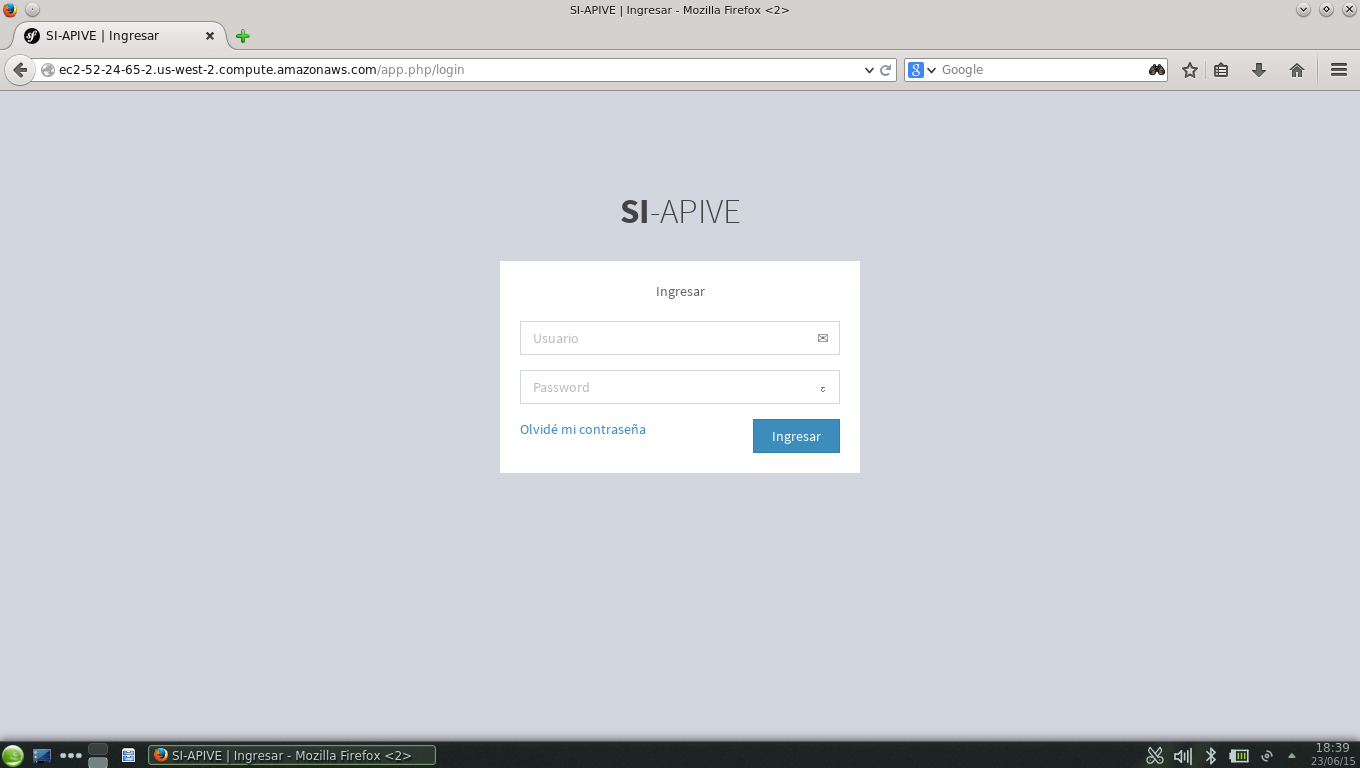 SI-APIVE | Ingresar - Mozilla Firefox <2>
SI-APIVE | Ingresar
ec2-52-24-65-2.us-west-2.compute.amazonaws.com/app.php/login
Google
SI-APIVE
Ingresar
Usuario
Password
Olvidé mi contraseña
Ingresar
SI-APIVE | Ingresar - Mozilla Firefox <2>
18:39
23/06/15